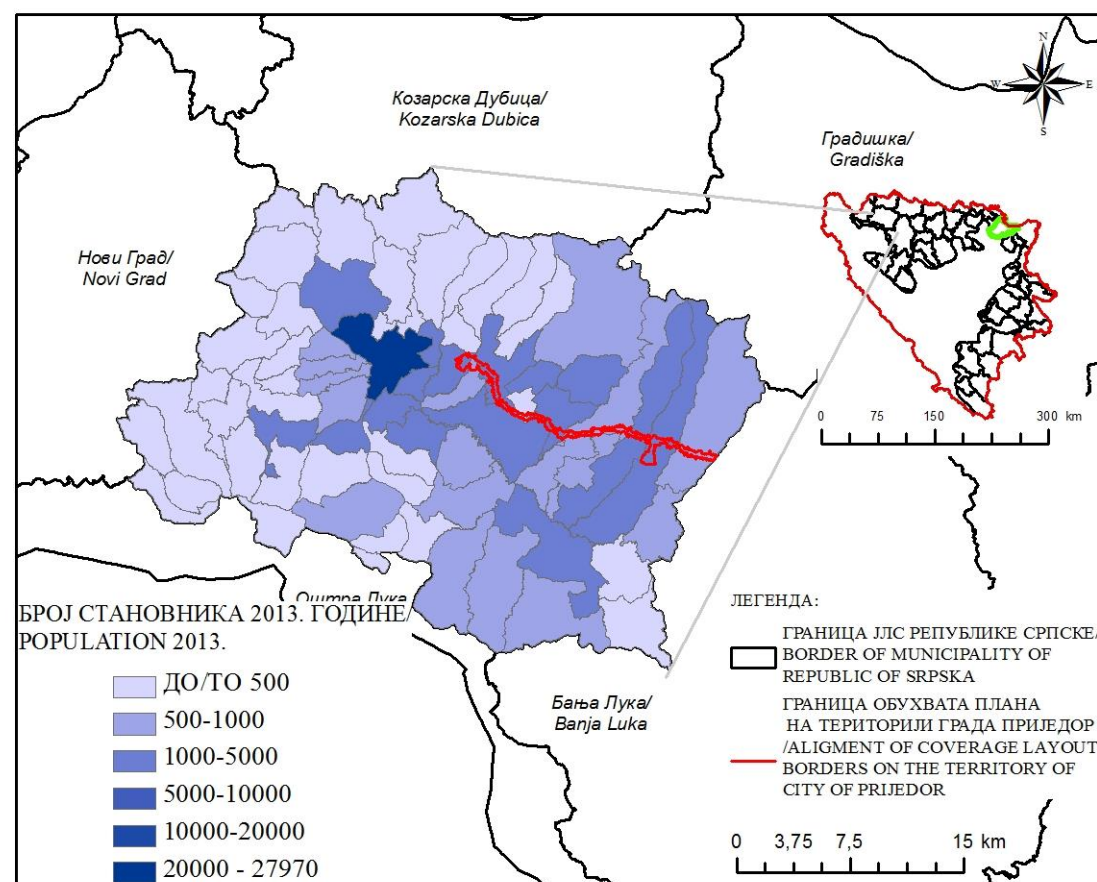 Козарска Дубица/
Kozarska Dubica
Градишка/
Gradiška
N
W
E
S
Нови Град/
Novi Grad
0 75 150 300 km
Оштра Лука
БРОЈ СТАНОВНИКА 2013. ГОДИНЕ/
POPULATION 2013.
ДО/TO 500
500-1000
1000-5000
5000-10000
10000-20000
20000 - 27970
Бања Лука/
Banja Luka
ЛЕГЕНДА:
ГРАНИЦА ЈЛС РЕПУБЛИКЕ СРПСКЕ/
BORDER OF MUNICIPALITY OF
REPUBLIC OF SRPSKA
ГРАНИЦА ОБУХВАТА ПЛАНА
НА ТЕРИТОРИЈИ ГРАДА ПРИЈЕДОР
/ALIGMENT OF COVERAGE LAYOUT
BORDERS ON THE TERRITORY OF
CITY OF PRIJEDOR
0 3,75 7,5 15 km